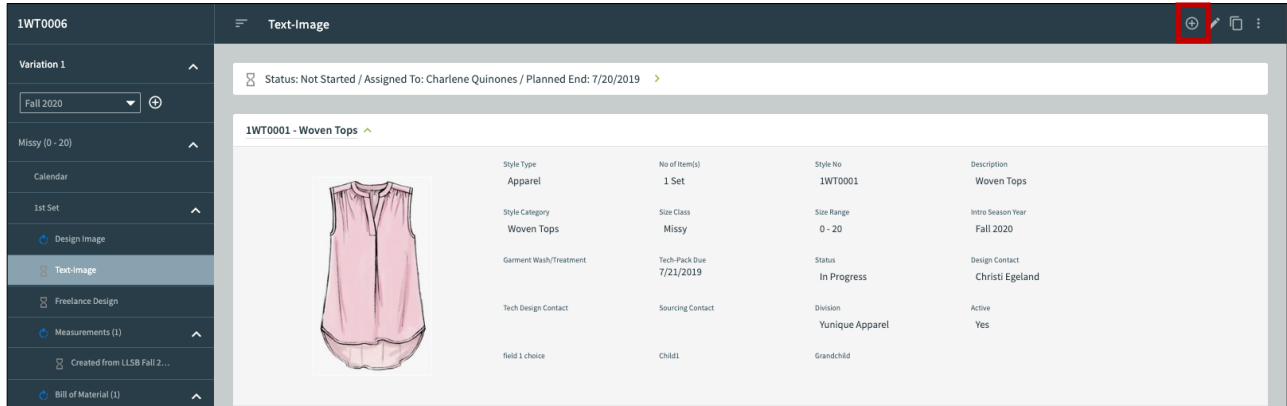 1WT0006
Text-Image
Variation 1
Fall 2020
Missy (0 - 20)
Calendar
1st Set
Design Image
Text-Image
Freelance Design
Measurements (1)
Created from LLSB Fall 2...
Bill of Material (1)
Status: Not Started / Assigned To: Charlene Quinones / Planned End: 7/20/2019
1WT0001 - Woven Tops
Style Type No of Item(s) Style No Description
Apparel 1 Set 1WT0001 Woven Tops
Style Category Size Class Size Range Intro Season Year
Woven Tops Missy 0 - 20 Fall 2020
Garment Wash/Treatment Tech-Pack Due Status Design Contact
7/21/2019 In Progress Christi Egeland
Tech Design Contact Sourcing Contact Division Active
Yunique Apparel Yes
field 1 choice Child1 Grandchild